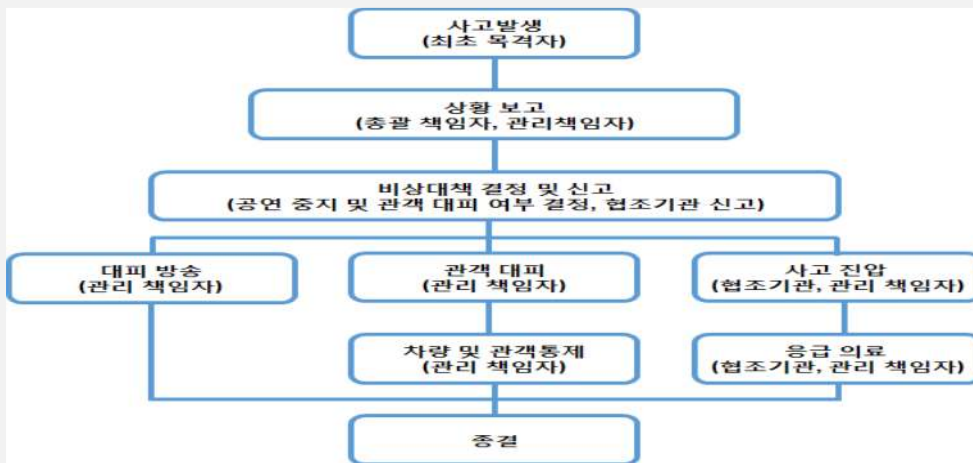 사고발생
(최초 목격자)
상황 보고
(총괄 책임자, 관리책임자)
비상대책 결정 및 신고
(공연 중지 및 관객 대피 여부 결정, 협조기관 신고)
대피 방송
(관리 책임자)
관객 대피
(관리 책임자)
사고 진압
(협조기관, 관리 책임자)
차량 및 관객통제
(관리 책임자)
응급 의료
(협조기관, 관리 책임자)
종결